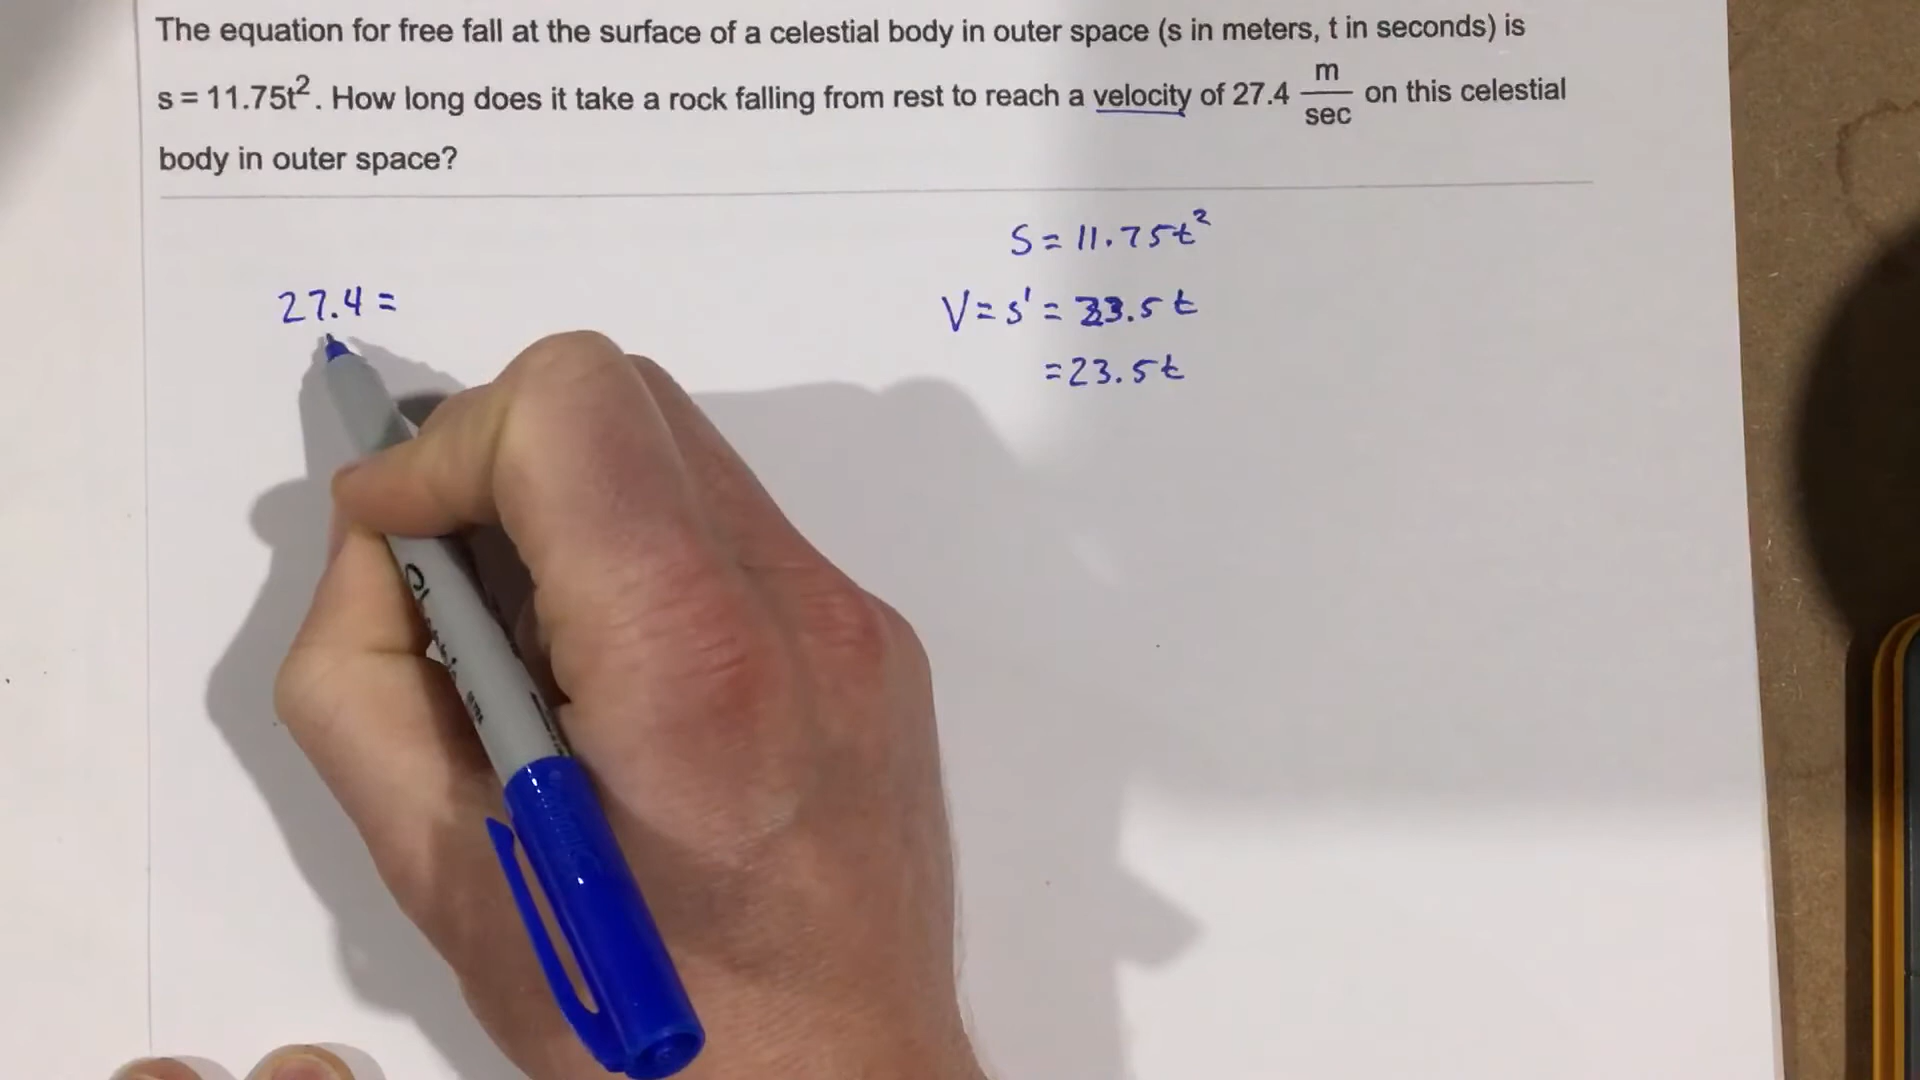 The equation for free fall at the surface of a celestial body in outer space (s in meters, t in seconds) is
s = 11.75t². How long does it take a rock falling from rest to reach a velocity of 27.4 m/sec on this celestial
body in outer space?
S = 11.75t²
27.4 =
V = s' = 23.5t
= 23.5t